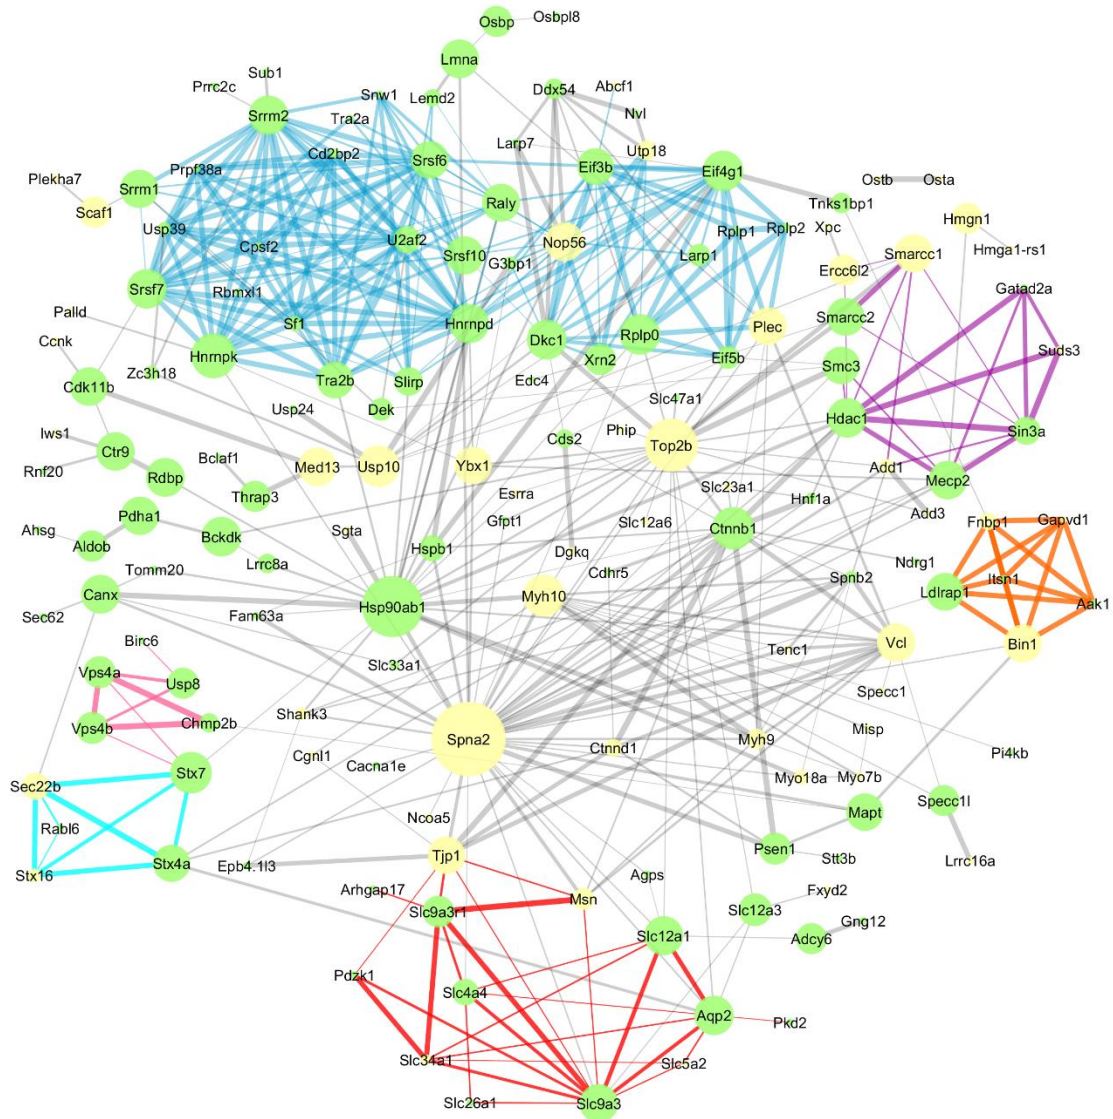 Osbp
Osbpl8
Lmna
Sub1
Prrc2c
Snw1
Lemd2
Ddx54
Abcf1
Nvl
Srrm2
Tra2a
Larp7
Utp18
Cd2bp2
Srsf6
Eif3b
Eif4g1
Ostb
Osta
Plekha7
Prpf38a
Srrm1
Scaf1
Raly
Tnks1bp1
Hmgn1
Usp39
Cpsf2
U2af2
Nop56
Rplp1
Rplp2
Xpc
Hmga1-rs1
Srsf10
G3bp1
Larp1
Smarcc1
Ercc6l2
Srsf7
Rbmxl1
Gatad2a
Palld
Sf1
Hnrnpd
Smarcc2
Plec
Ccnk
Hnrnpk
Dkc1
Rplp0
Xrn2
Eif5b
Suds3
Zc3h18
Tra2b
Slirp
Smc3
Cdk11b
Edc4
Usp24
Dek
Slc47a1
Hdac1
Iws1
Phip
Sin3a
Ctr9
Cds2
Top2b
Rnf20
Bclaf1
Med13
Usp10
Ybx1
Add1
Rdbp
Mecp2
Thrap3
Esrra
Slc23a1
Hnf1a
Add3
Pdha1
Gfpt1
Slc12a6
Ctnnb1
Fnbp1
Gapvd1
Ahsg
Aldob
Bckdk
Sgta
Hspb1
Dgkq
Ndrg1
Lrrc8a
Cdhr5
Spnb2
Itsn1
Tomm20
Ldlrap1
Canx
Hsp90ab1
Myh10
Aak1
Sec62
Fam63a
Birc6
Vcl
Bin1
Tenc1
Slc33a1
Vps4a
Usp8
Specc1
Vps4b
Chmp2b
Shank3
Spna2
Misp
Cgnl1
Ctnnd1
Myh9
Pi4kb
Stx7
Cacna1e
Myo18a
Myo7b
Sec22b
Specc1l
Ncoa5
Mapt
Rabl6
Stx16
Stx4a
Epb4.1l3
Tjp1
Psen1
Stt3b
Lrrc16a
Arhgap17
Agps
Fxyd2
Msn
Slc9a3r1
Slc12a3
Gng12
Slc12a1
Adcy6
Pdzk1
Slc4a4
Aqp2
Pkd2
Slc34a1
Slc5a2
Slc26a1
Slc9a3